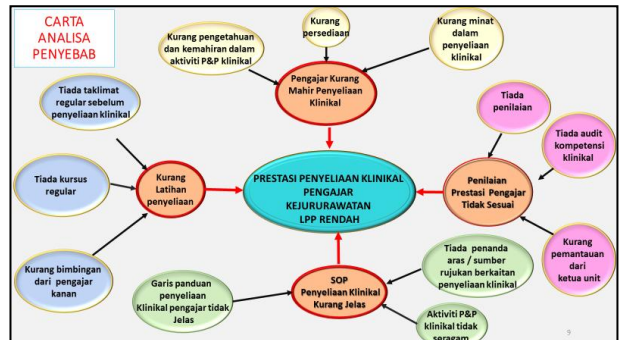 CARTA
ANALISA
PENYEBAB
Kurang pengetahuan
dan kemahiran dalam
aktiviti P&P klinikal
Kurang
persediaan
Kurang minat
dalam
penyeliaan
klinikal
Pengajar Kurang
Mahir Penyeliaan
Klinikal
Tiada taklimat
regular sebelum
penyeliaan klinikal
Tiada kursus
regular
Kurang bimbingan
dari pengajar
kanan
Kurang
Latihan
penyeliaan
PRESTASI PENYELIAAN KLINIKAL
PENGAJAR
KEJURURAWATAN
LPP RENDAH
Tiada
penilaian
Tiada audit
kompetensi
klinikal
Penilaian
Prestasi Pengajar
Tidak Sesuai
Kurang
pemantauan
dari
ketua unit
Garis panduan
penyeliaan
Klinikal pengajar tidak
Jelas
SOP
Penyeliaan Klinikal
Kurang Jelas
Tiada penanda
aras / sumber
rujukan berkaitan
penyeliaan klinikal
Aktiviti P&P
klinikal tidak
seragam
9